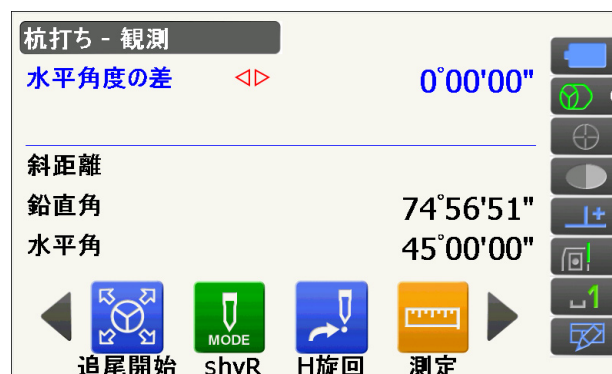 杭打ち - 観測
水平角度の差 ◁▷ 0°00'00"
斜距離
鉛直角 74°56'51"
水平角 45°00'00"
MODE
追尾開始 ShvR H旋回 測定